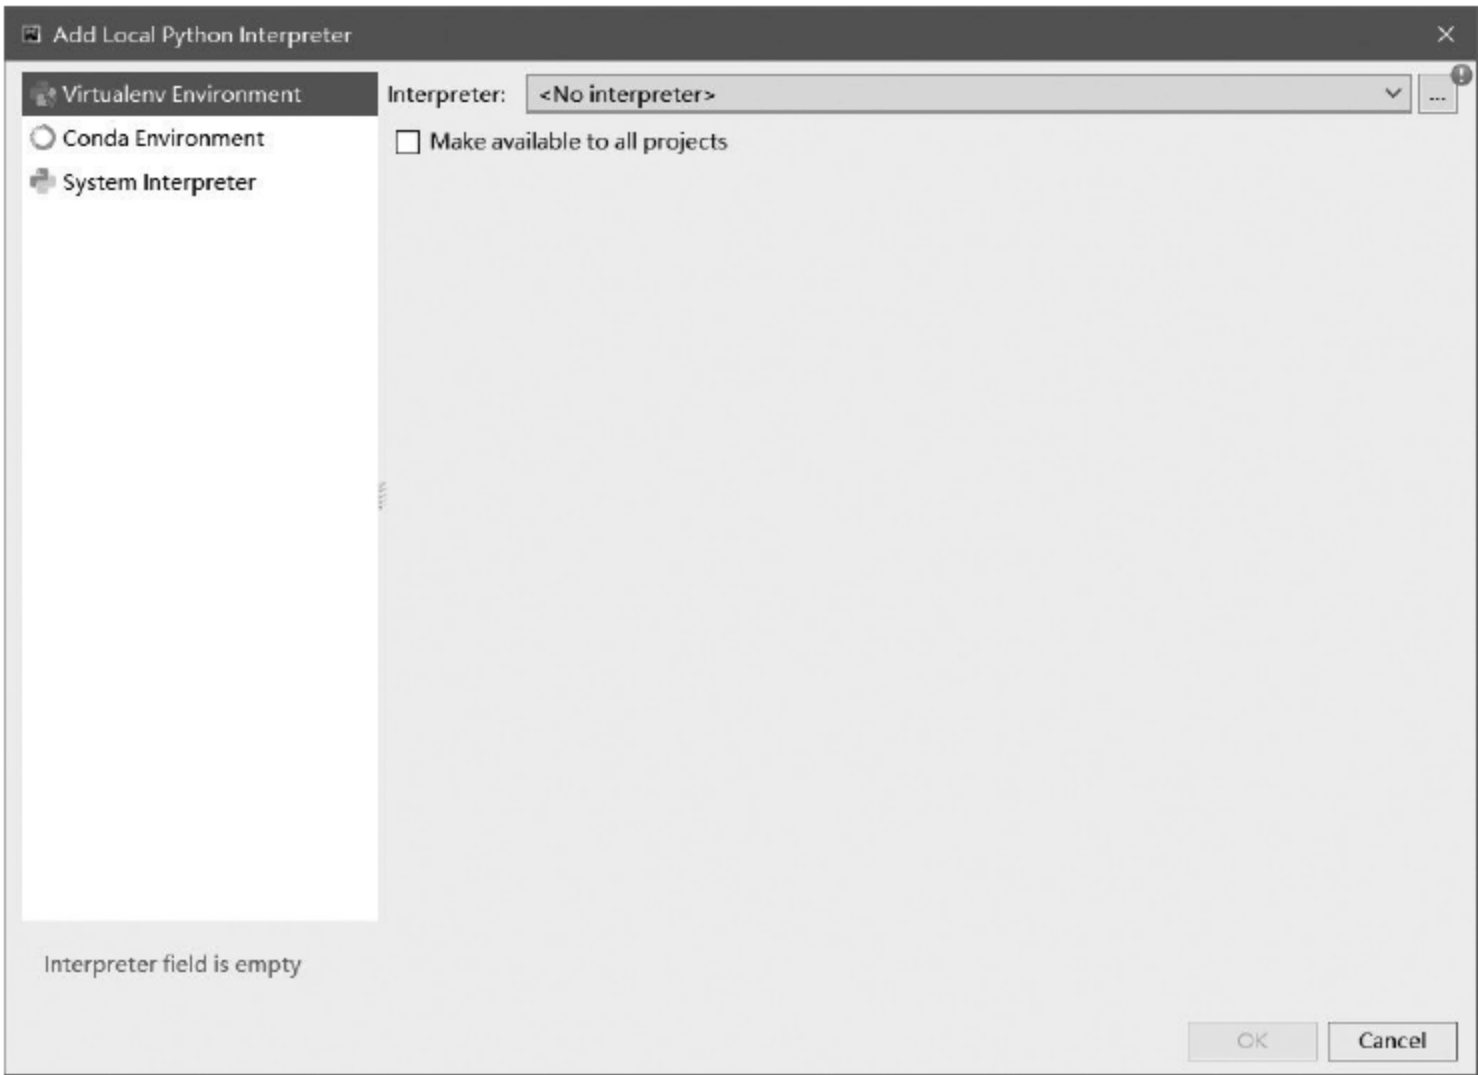 Add Local Python Interpreter
Virtualenv Environment
Interpreter: <No interpreter> ...
Conda Environment
Make available to all projects
System Interpreter
Interpreter field is empty
OK Cancel